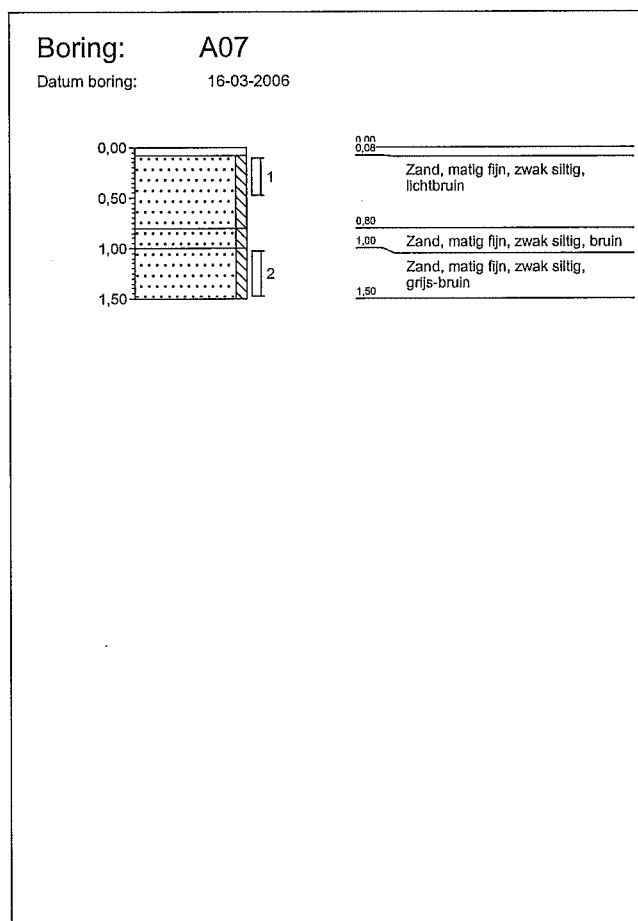 Boring: A07
Datum boring: 16-03-2006
0,00
0,50
1,00
1,50
1
2
0,00
0,08
Zand, matig fijn, zwak siltig,
lichtbruin
0,80
Zand, matig fijn, zwak siltig, bruin
1,00
Zand, matig fijn, zwak siltig,
grijs-bruin
1,50